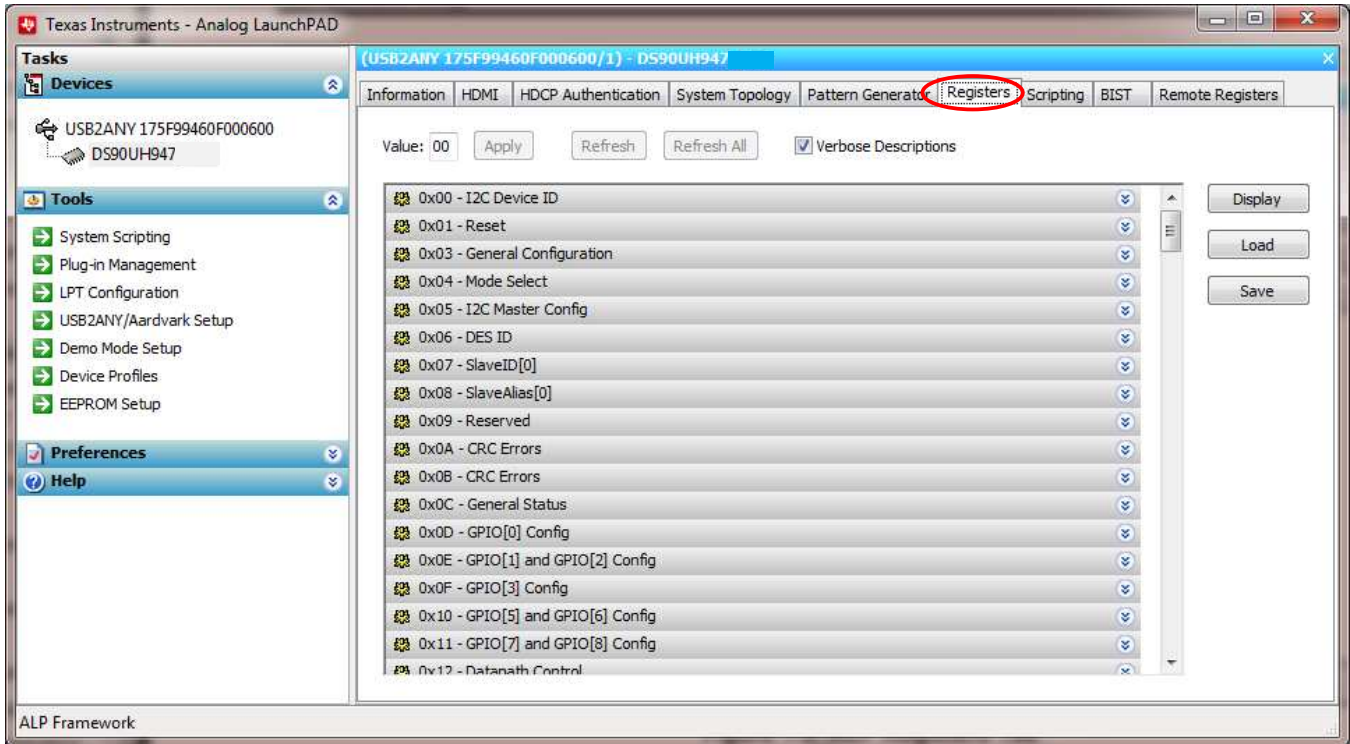 Texas Instruments - Analog LaunchPAD
Tasks
Devices
USB2ANY 175F99460F000600
DS90UH947
Tools
System Scripting
Plug-in Management
LPT Configuration
USB2ANY/Aardvark Setup
Demo Mode Setup
Device Profiles
EEPROM Setup
Preferences
Help
(USB2ANY 175F99460F000600/1) - DS90UH947
Information HDMI HDCP Authentication System Topology Pattern Generator Registers Scripting BIST Remote Registers
Value: 00 Apply Refresh Refresh All Verbose Descriptions
0x00 - I2C Device ID
0x01 - Reset
0x03 - General Configuration
0x04 - Mode Select
0x05 - I2C Master Config
0x06 - DES ID
0x07 - SlaveID[0]
0x08 - SlaveAlias[0]
0x09 - Reserved
0x0A - CRC Errors
0x0B - CRC Errors
0x0C - General Status
0x0D - GPIO[0] Config
0x0E - GPIO[1] and GPIO[2] Config
0x0F - GPIO[3] Config
0x10 - GPIO[5] and GPIO[6] Config
0x11 - GPIO[7] and GPIO[8] Config
0x12 - Datapath Control
Display
Load
Save
ALP Framework